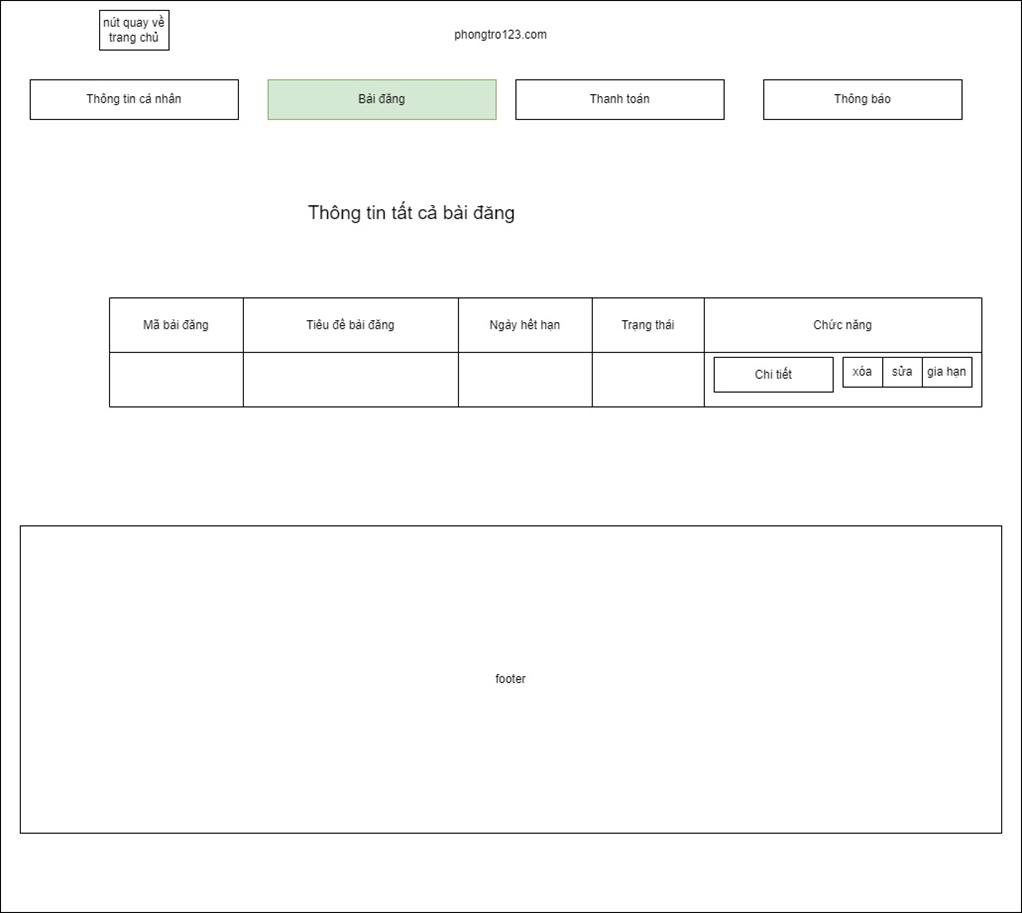 nút quay về
trang chủ
phongtro123.com
Thông tin cá nhân
Bài đăng
Thanh toán
Thông báo
Thông tin tất cả bài đăng
Mã bài đăng
Tiêu đề bài đăng
Ngày hết hạn
Trạng thái
Chức năng
Chi tiết
xóa
sửa
gia hạn
footer